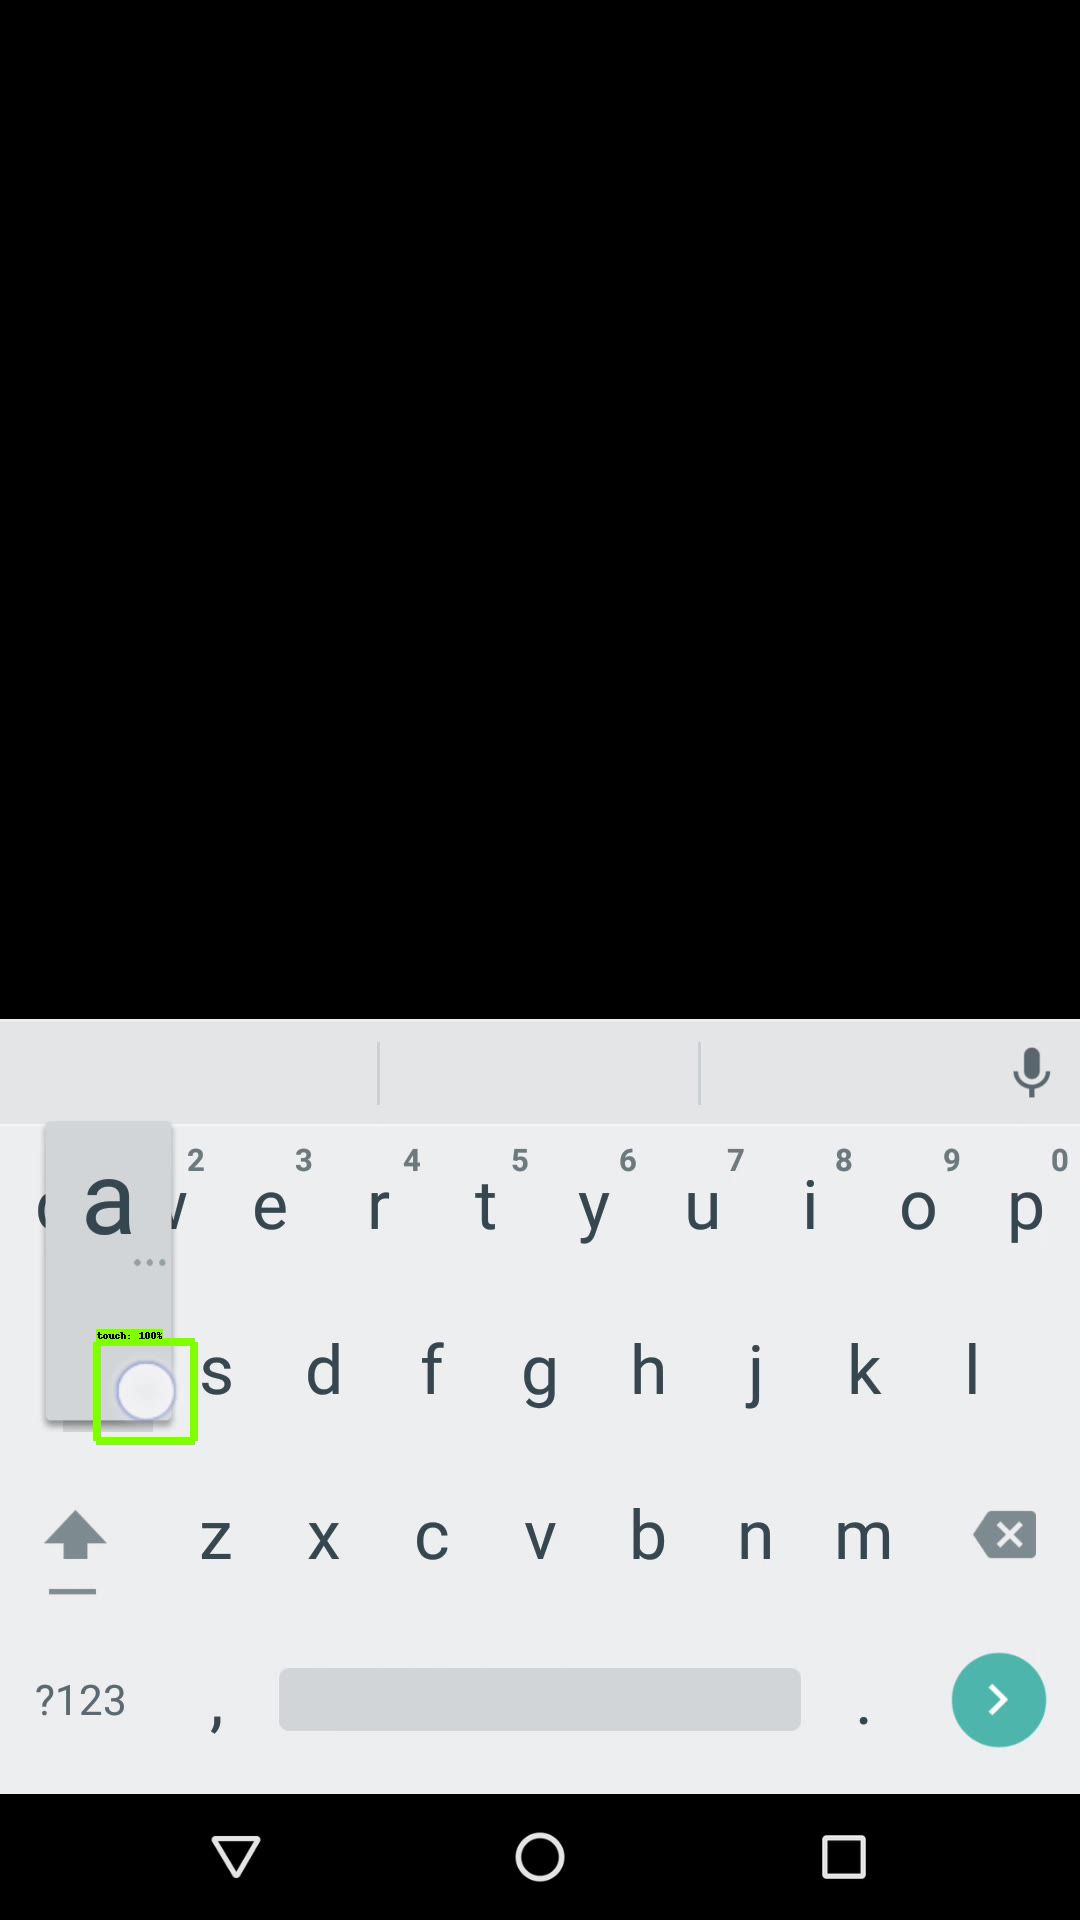 2 3 4 5 6 7 8 9 0
a e r t y u i o p
...
touch: 100%
s d f g h j k l
z x c v b n m
?123 , .